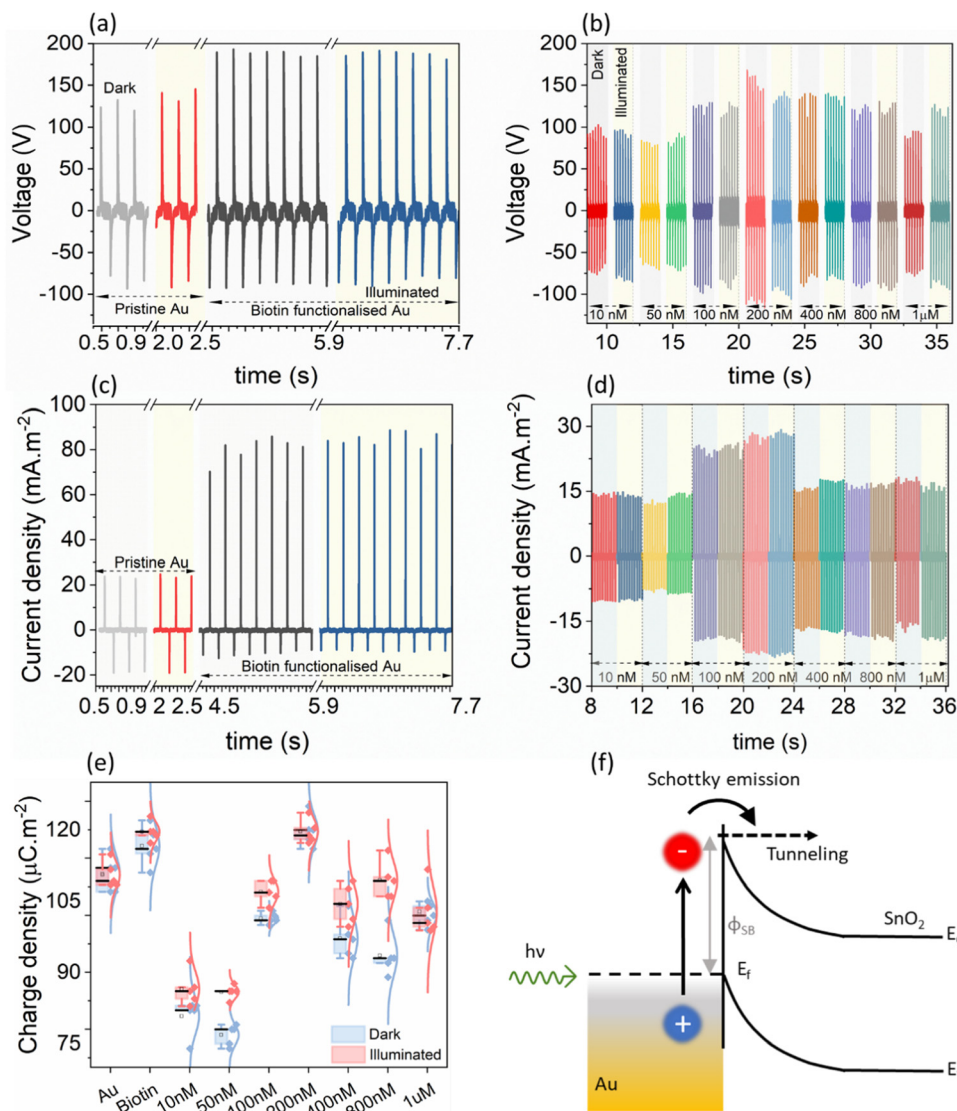 (a)
200
150
100
50
0
-50
-100
Voltage (V)
Dark
Illuminated
Pristine Au
Biotin functionalised Au
0.5 0.9 2.0 2.5 5.9 7.7
time (s)
(b)
200
150
100
50
0
-50
-100
Voltage (V)
Dark
Illuminated
10 nM 50 nM 100 nM 200 nM 400 nM 800 nM 1μM
10 15 20 25 30 35
time (s)
(c)
100
80
60
40
20
0
-20
Current density (mA.m-2)
Pristine Au
Biotin functionalised Au
0.5 0.9 2 2.5 4.5 5.9 7.7
time (s)
(d)
30
15
0
-15
-30
Current density (mA.m-2)
10 nM 50 nM 100 nM 200 nM 400 nM 800 nM 1μM
8 12 16 20 24 28 32 36
time (s)
(e)
120
105
90
75
Charge density (μC.m-2)
Dark
Illuminated
Au Biotin 10nM 50nM 100nM 200nM 400nM 800nM 1uM
(f)
Schottky emission
-
Tunneling
ΦSB
SnO2
hν
Ef
+
Au